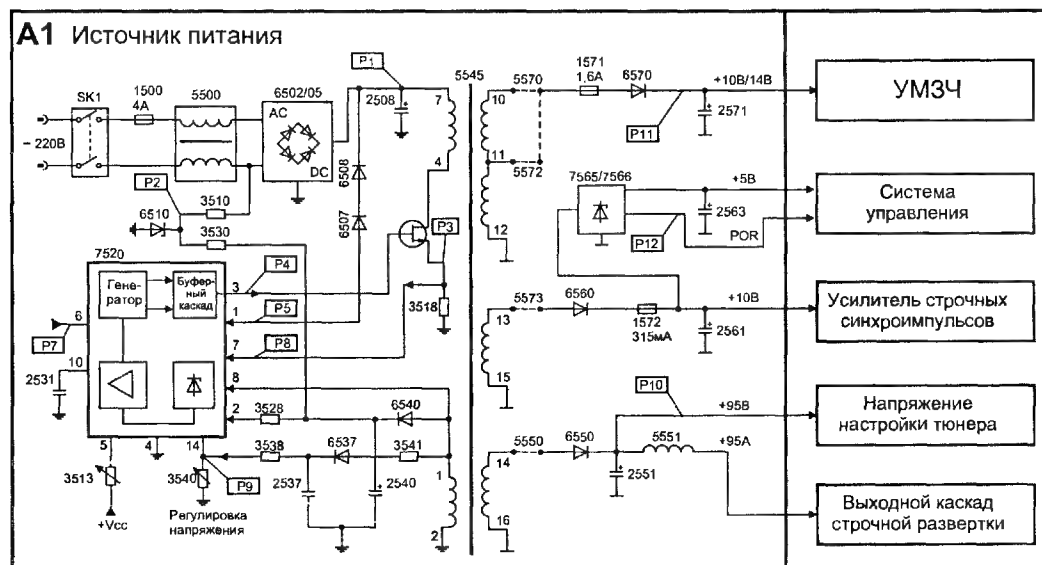 A1 Источник питания
P1
5545
5570
1571
1,6A
6570
+10В/14В
УМЗЧ
SK1
1500
4A
5500
6502/05
AC
DC
2508
7
4
10
11
12
5572
P11
2571
~ 220В
P2
6510
3510
3530
6508
6507
P3
7565/7566
+5В
2563
P12
POR
Система
управления
7520
Гене-
ратор
Буфер-
ный
каскад
3
P4
1
P5
7
P8
8
2
6
P7
10
2531
3518
13
5573
6560
1572
315мА
+10В
2561
15
Усилитель строчных
синхроимпульсов
3528
6540
P10
+95В
Напряжение
настройки тюнера
5
4
14
3538
6537
3541
1
14
5550
6550
5551
+95А
2551
3513
3540
P9
2537
2540
+Vcc
Регулировка
напряжения
2
16
Выходной каскад
строчной развертки